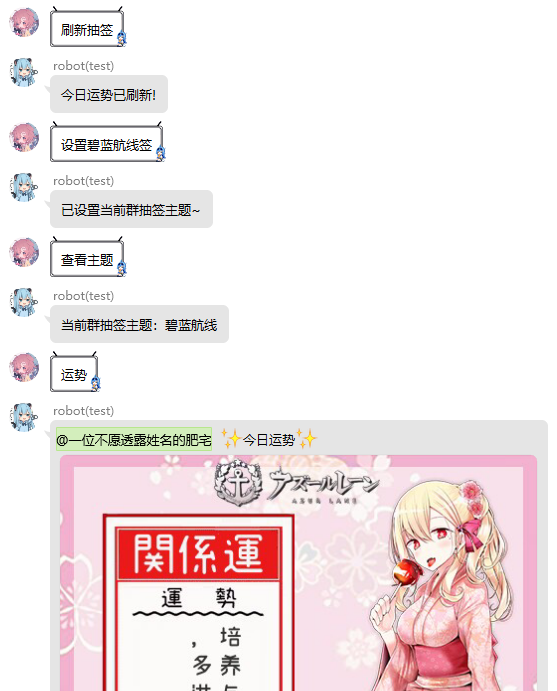 刷新抽签
robot(test)
今日运势已刷新!
设置碧蓝航线签
robot(test)
已设置当前群抽签主题~
查看主题
robot(test)
当前群抽签主题：碧蓝航线
运势
robot(test)
@一位不愿透露姓名的肥宅 ✨今日运势✨
アズールレーン
AZUR LANE
関係運
運勢
培养与
，多